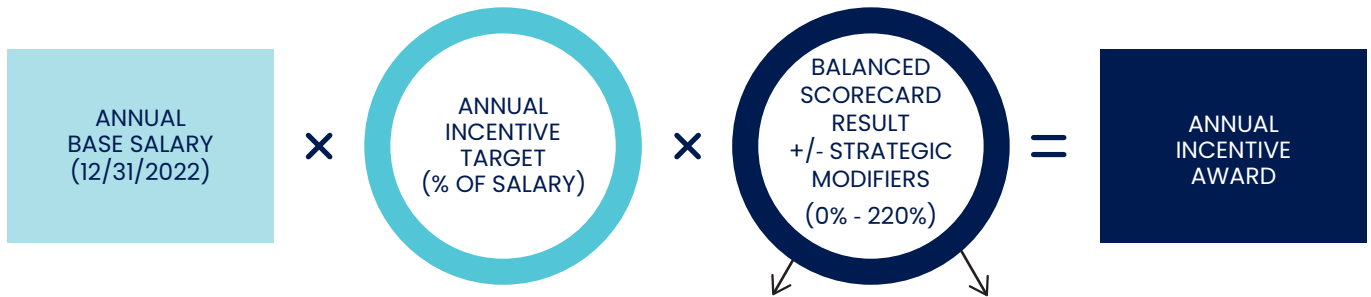 ANNUAL
BASE SALARY
(12/31/2022)
×
ANNUAL
INCENTIVE
TARGET
(% OF SALARY)
×
BALANCED
SCORECARD
RESULT
+/- STRATEGIC
MODIFIERS
(0% - 220%)
=
ANNUAL
INCENTIVE
AWARD